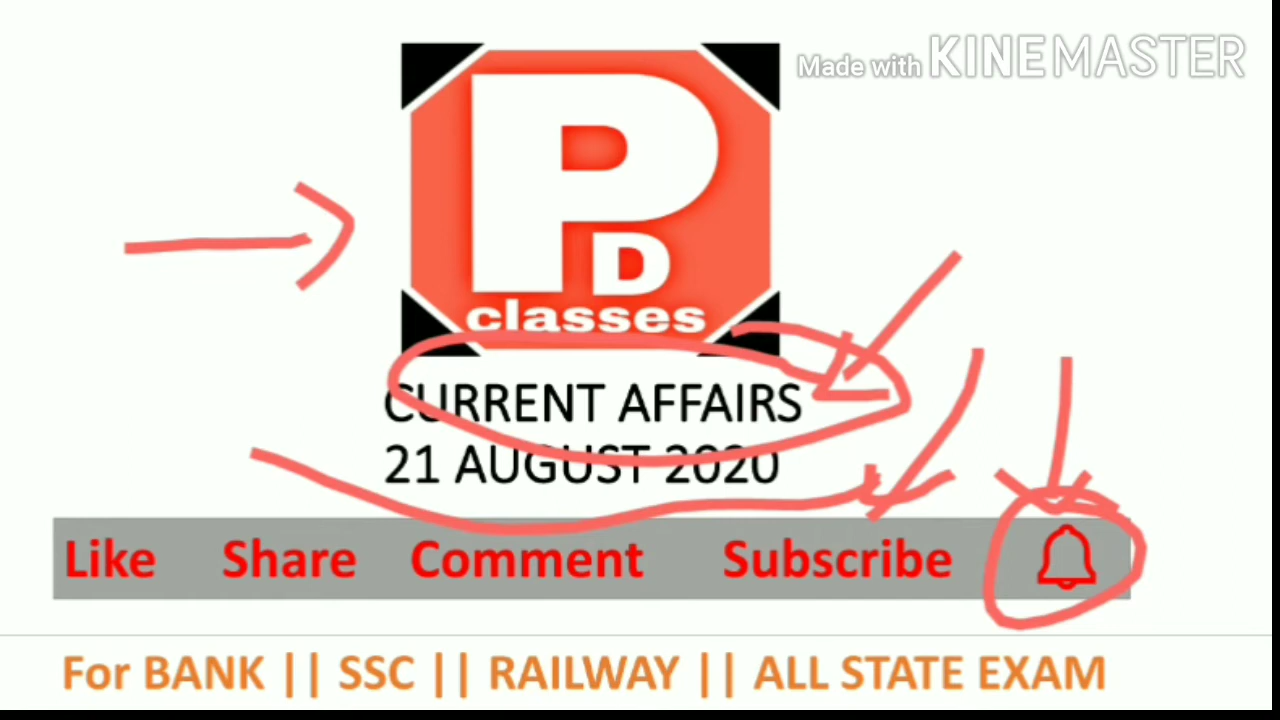 Made with KINEMASTER
PD
classes
CURRENT AFFAIRS
21 AUGUST 2020
Like Share Comment Subscribe
For BANK || SSC || RAILWAY || ALL STATE EXAM